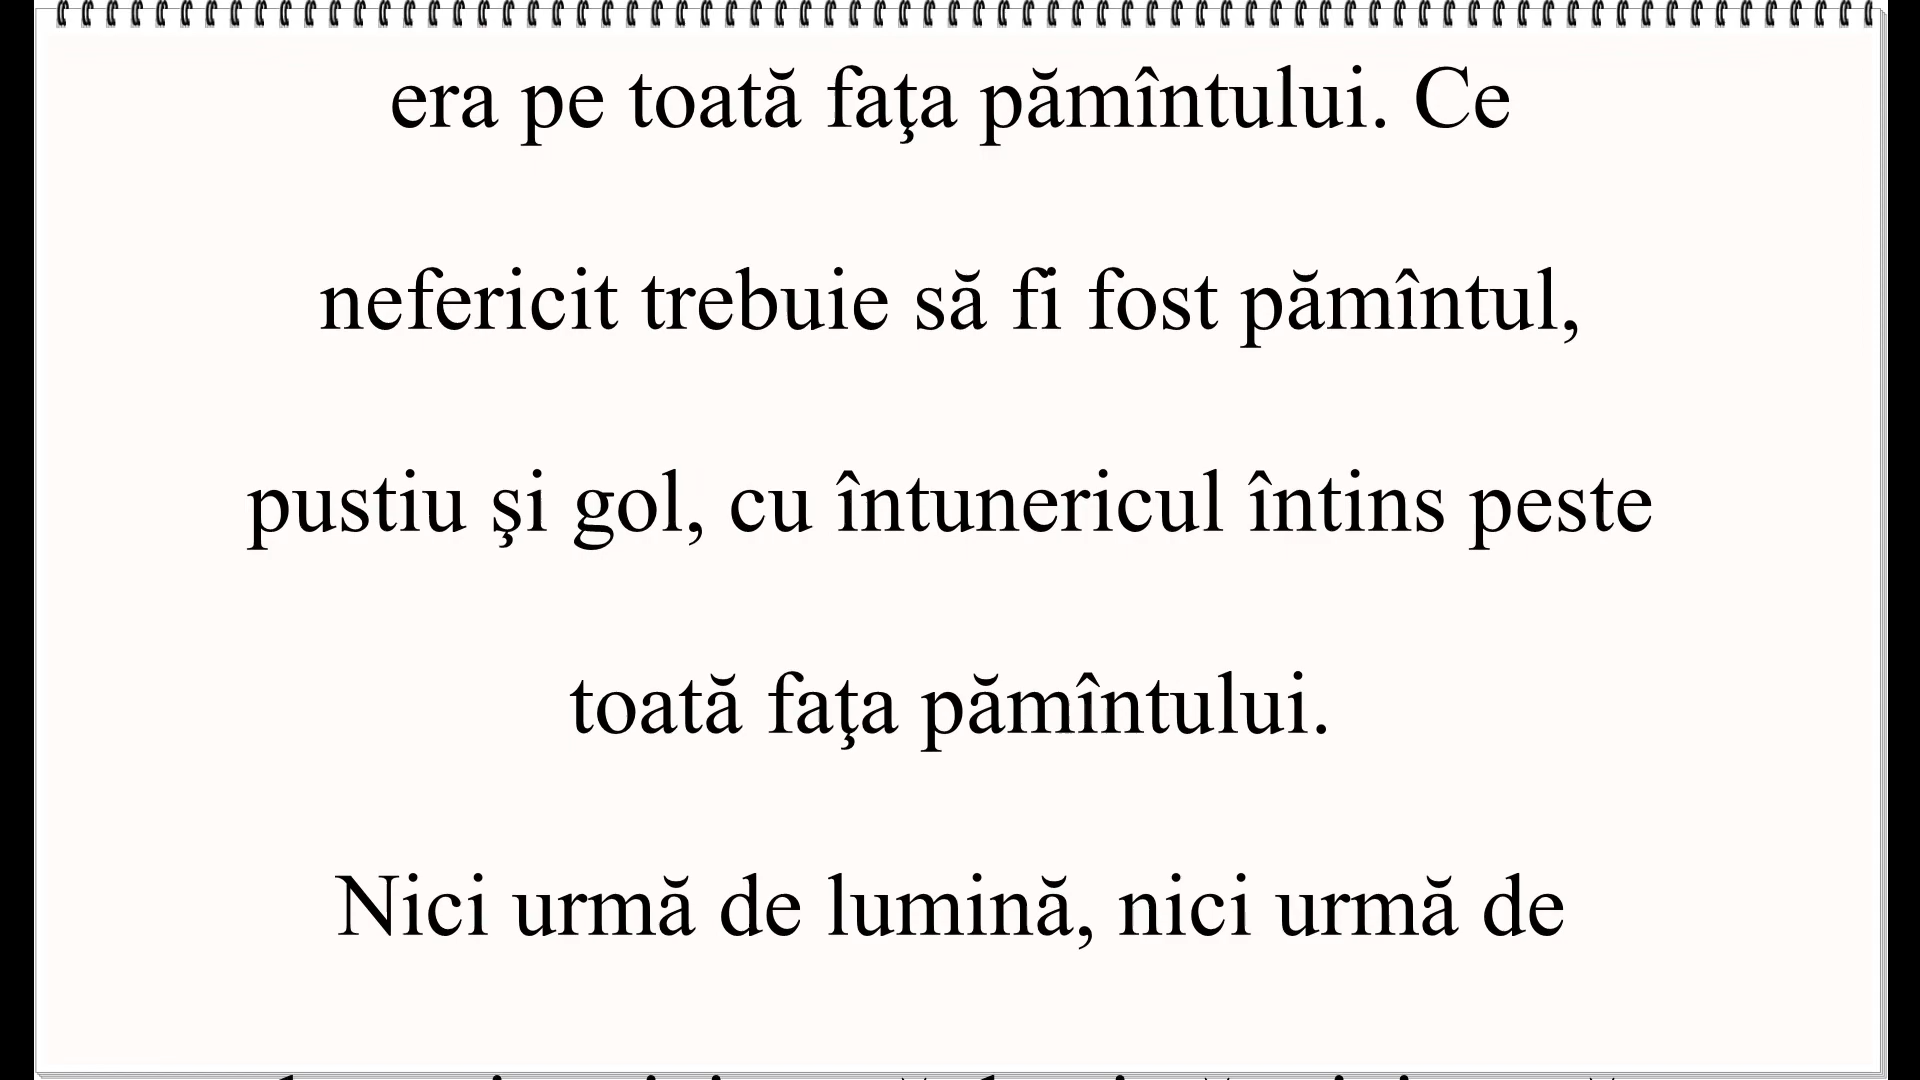 era pe toată faţa pămîntului. Ce
nefericit trebuie să fi fost pămîntul,
pustiu şi gol, cu întunericul întins peste
toată faţa pămîntului.
Nici urmă de lumină, nici urmă de